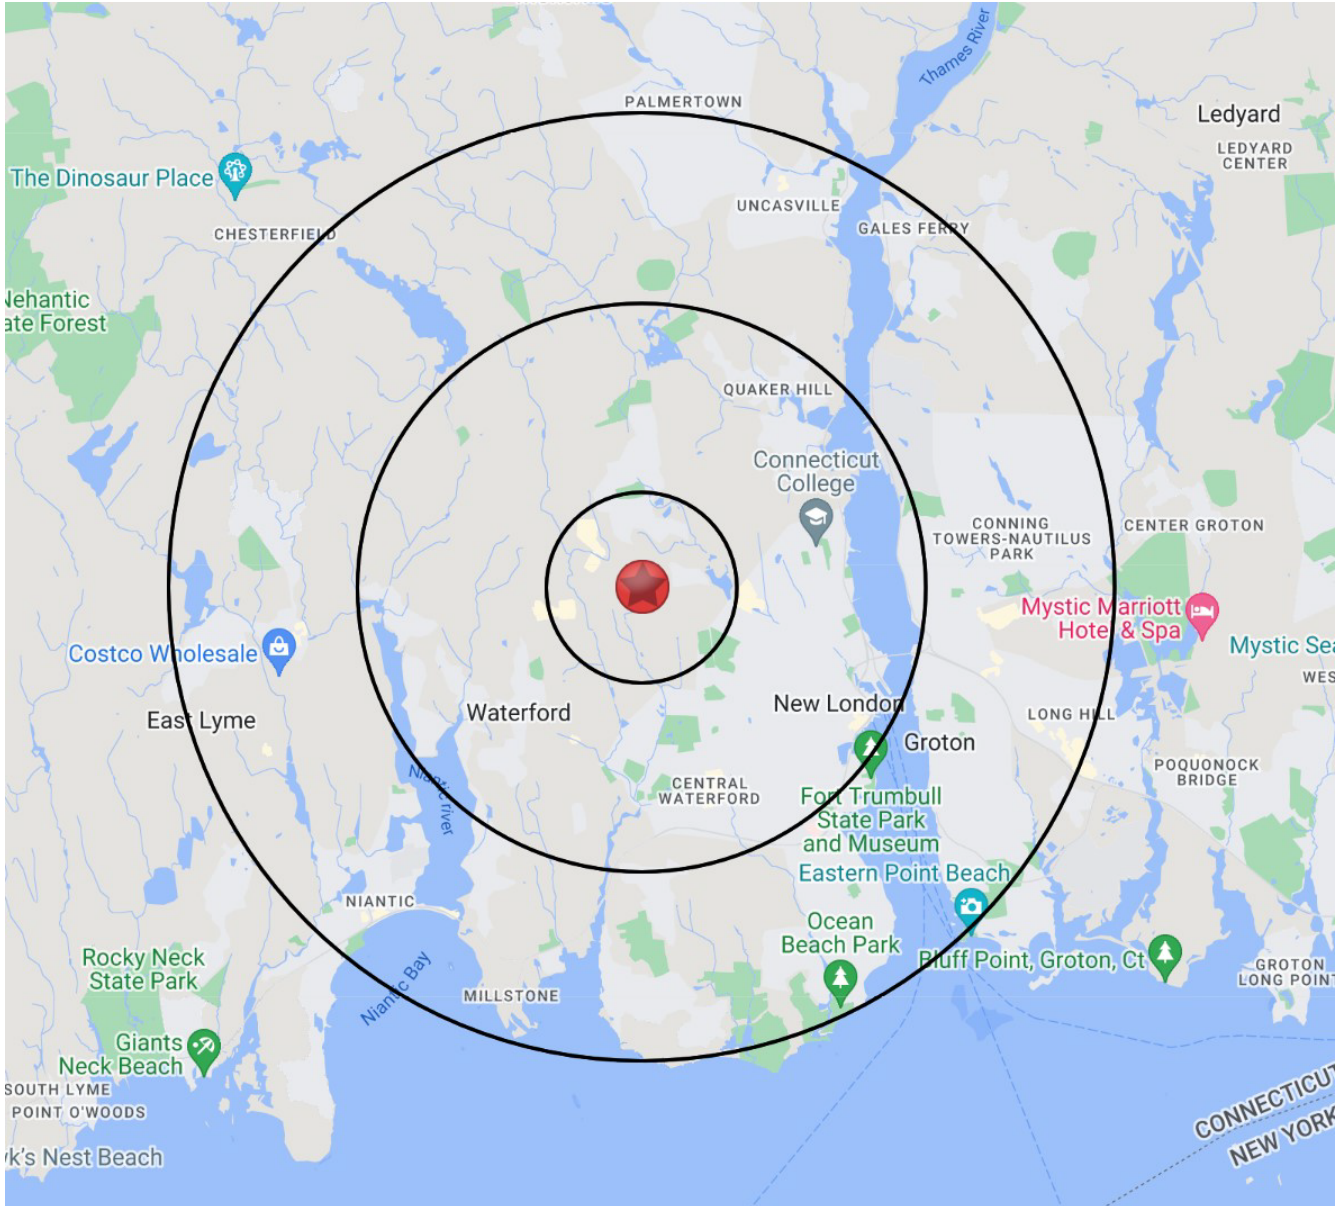 Thames River
PALMERTOWN
Ledyard
LEDYARD
CENTER
The Dinosaur Place
UNCASVILLE
CHESTERFIELD
GALES FERRY
Nehantic
ate Forest
QUAKER HILL
Connecticut
College
CONNING
TOWERS-NAUTILUS
PARK
CENTER GROTON
Mystic Marriott
Hotel & Spa
Costco Wholesale
Mystic Sea
WES
East Lyme
Waterford
New London
LONG HILL
Groton
Niantic river
CENTRAL
WATERFORD
POQUONOCK
BRIDGE
Fort Trumbull
State Park
and Museum
Eastern Point Beach
NIANTIC
Ocean
Beach Park
Rocky Neck
State Park
Niantic Bay
Bluff Point, Groton, Ct
GROTON
LONG POINT
MILLSTONE
Giants
Neck Beach
SOUTH LYME
POINT O'WOODS
CONNECTICUT
NEW YORK
k's Nest Beach